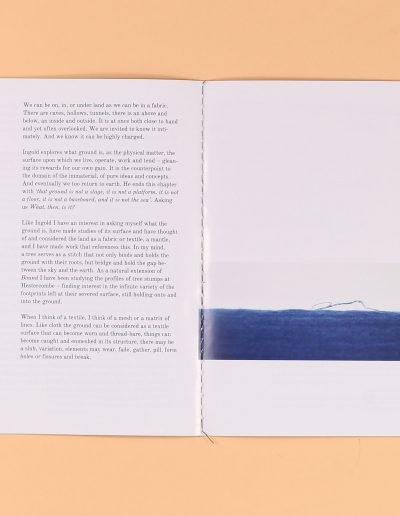 We can be on, in, or under land as we can be in a fabric.
There are caves, hollows, tunnels, there is an above and
below, an inside and outside. It is at once both close to hand
and yet often overlooked. We are invited to know it inti-
mately. And we know it can be highly charged.
Ingold explores what ground is, as the physical matter, the
surface upon which we live, operate, work and tend – glean-
ing its rewards for our own gain. It is the counterpoint to
the domain of the immaterial, of pure ideas and concepts.
And eventually we too return to earth. He ends this chapter
with 'that ground is not a stage, it is not a platform, it is not
a floor, it is not a baseboard, and it is not the sea'. Asking
us What, then, is it?
Like Ingold I have an interest in asking myself what the
ground is, have made studies of its surface and have thought
of and considered the land as a fabric or textile, a mantle,
and I have made work that references this. In my mind,
a tree serves as a stitch that not only binds and holds the
ground with their roots, but bridge and hold the gap be-
tween the sky and the earth. As a natural extension of
I have been studying the profiles of tree stumps at
Hestercombe – finding interest in the infinite variety of the
footprints left at their severed surface, still holding onto and
into the ground.
When I think of a textile, I think of a mesh or a matrix of
lines. Like cloth the ground can be considered as a textile
surface that can become worn and thread-bare, things can
become caught and enmeshed in its structure, there may be
a slub, variation, elements may wear, fade, gather, pill, form
holes or fissures and break.